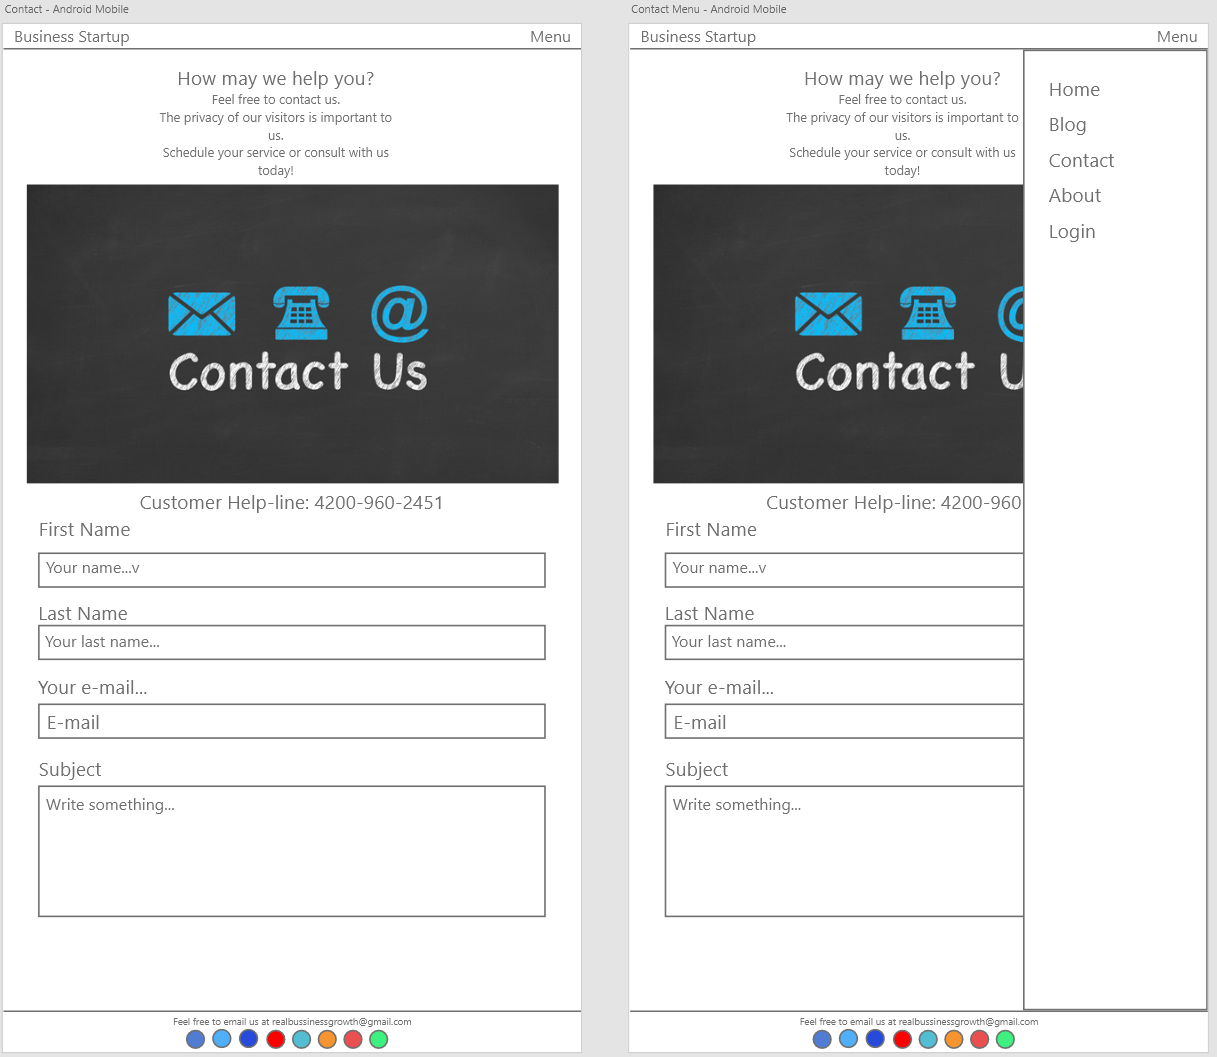 Contact - Android Mobile
Business Startup
Menu
How may we help you?
Feel free to contact us.
The privacy of our visitors is important to
us.
Schedule your service or consult with us
today!
Contact Us
Customer Help-line: 4200-960-2451
First Name
Your name...v
Last Name
Your last name...
Your e-mail...
E-mail
Subject
Write something...
Feel free to email us at realbussinessgrowth@gmail.com
Contact Menu - Android Mobile
Business Startup
Menu
How may we help you?
Feel free to contact us.
The privacy of our visitors is important to
us.
Schedule your service or consult with us
today!
Contact U
Customer Help-line: 4200-960
First Name
Your name...v
Last Name
Your last name...
Your e-mail...
E-mail
Subject
Write something...
Home
Blog
Contact
About
Login
Feel free to email us at realbussinessgrowth@gmail.com